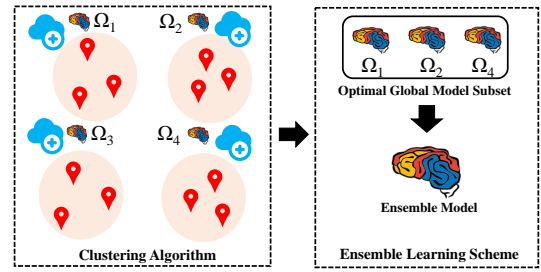 Ω1
Ω2
Ω3
Ω4
Clustering Algorithm
Ω1 Ω2 Ω4
Optimal Global Model Subset
Ensemble Model
Ensemble Learning Scheme